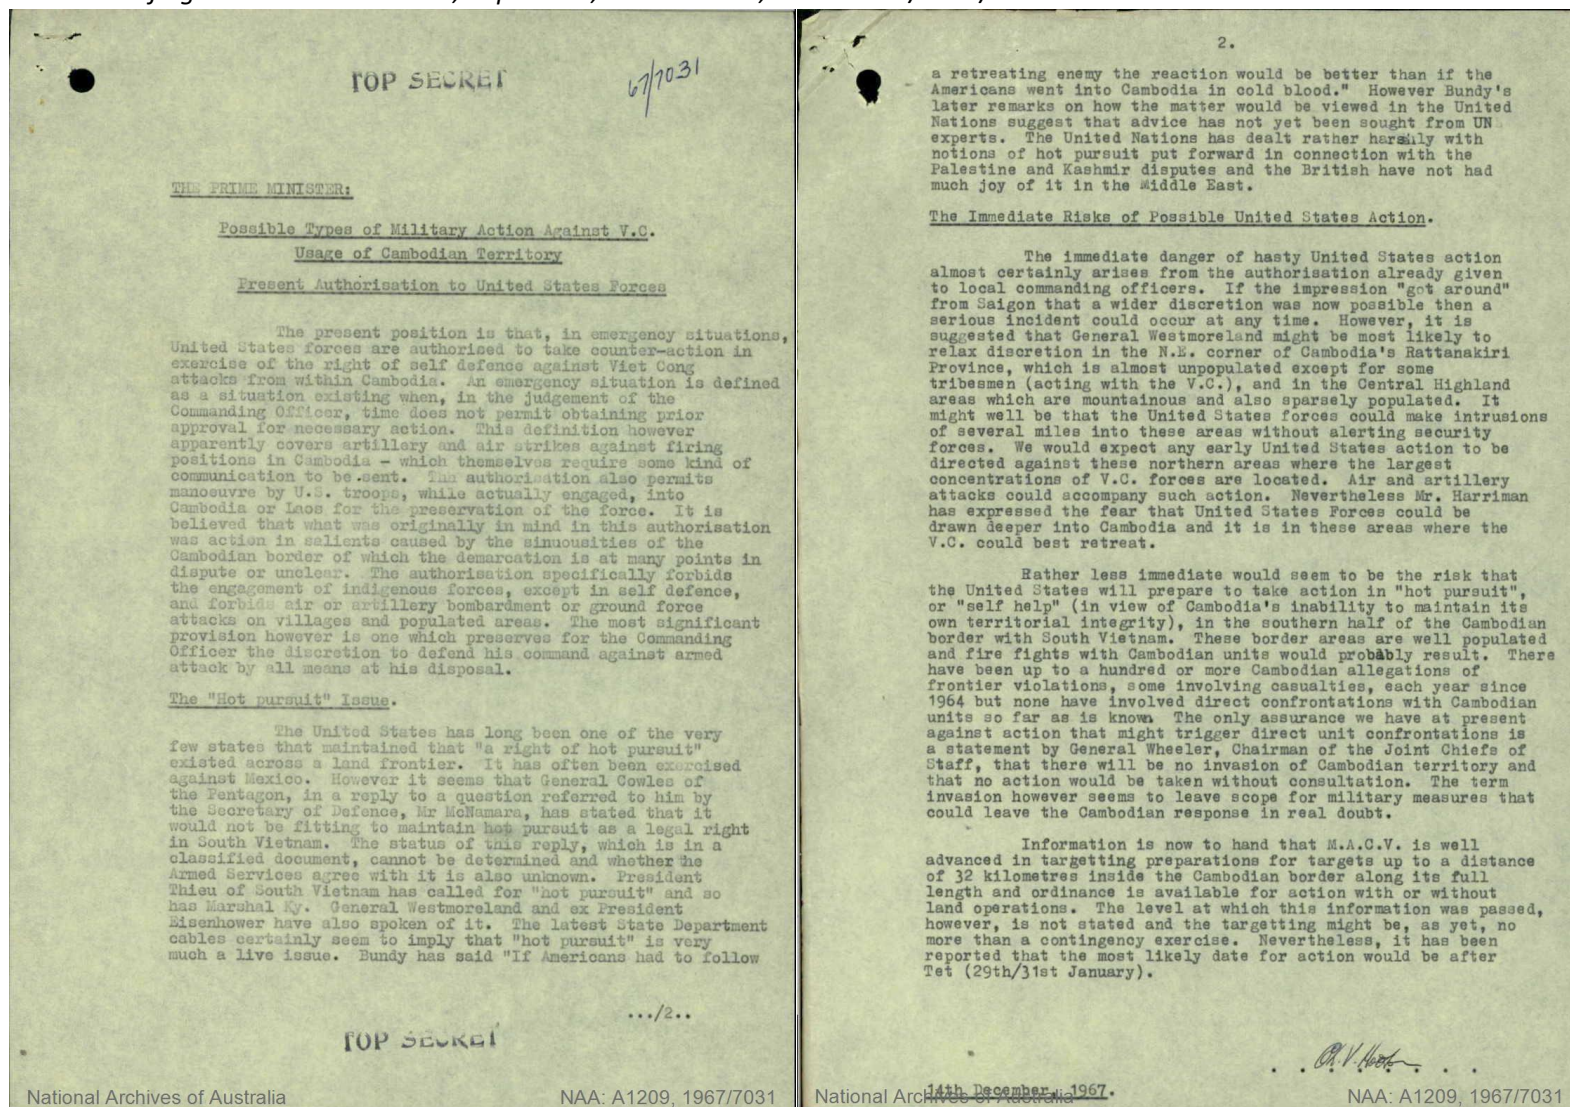 TOP SECRET
67/7031
THE PRIME MINISTER:
Possible Types of Military Action Against V.C.
Usage of Cambodian Territory
Present Authorisation to United States Forces
The present position is that, in emergency situations,
United States forces are authorised to take counter-action in
exercise of the right of self defence against Viet Cong
attacks from within Cambodia. An emergency situation is defined
as a situation existing when, in the judgement of the
Commanding Officer, time does not permit obtaining prior
approval for necessary action. This definition however
apparently covers artillery and air strikes against firing
positions in Cambodia - which themselves require some kind of
communication to be sent. The authorisation also permits
manoeuvre by U.S. troops, while actually engaged, into
Cambodia or Laos for the preservation of the force. It is
believed that what was originally in mind in this authorisation
was action in salients caused by the sinuousities of the
Cambodian border of which the demarcation is at many points in
dispute or unclear. The authorisation specifically forbids
the engagement of indigenous forces, except in self defence,
and forbids air or artillery bombardment or ground force
attacks on villages and populated areas. The most significant
provision however is one which preserves for the Commanding
Officer the discretion to defend his command against armed
attack by all means at his disposal.
The "Hot pursuit" Issue.
The United States has long been one of the very
few states that maintained that "a right of hot pursuit"
existed across a land frontier. It has often been exercised
against Mexico. However it seems that General Cowles of
the Pentagon, in a reply to a question referred to him by
the Secretary of Defence, Mr McNamara, has stated that it
would not be fitting to maintain hot pursuit as a legal right
in South Vietnam. The status of this reply, which is in a
classified document, cannot be determined and whether he
Armed Services agree with it is also unknown. President
Thieu of South Vietnam has called for "hot pursuit" and so
has Marshal Ky. General Westmoreland and ex President
Eisenhower have also spoken of it. The latest State Department
cables certainly seem to imply that "hot pursuit" is very
much a live issue. Bundy has said "If Americans had to follow
.../2..
TOP SECRET
National Archives of Australia
NAA: A1209, 1967/7031
2.
a retreating enemy the reaction would be better than if the
Americans went into Cambodia in cold blood." However Bundy's
later remarks on how the matter would be viewed in the United
Nations suggest that advice has not yet been sought from UN
experts. The United Nations has dealt rather harshly with
notions of hot pursuit put forward in connection with the
Palestine and Kashmir disputes and the British have not had
much joy of it in the Middle East.
The Immediate Risks of Possible United States Action.
The immediate danger of hasty United States action
almost certainly arises from the authorisation already given
to local commanding officers. If the impression "got around"
from Saigon that a wider discretion was now possible then a
serious incident could occur at any time. However, it is
suggested that General Westmoreland might be most likely to
relax discretion in the N.E. corner of Cambodia's Rattanakiri
Province, which is almost unpopulated except for some
tribesmen (acting with the V.C.), and in the Central Highland
areas which are mountainous and also sparsely populated. It
might well be that the United States forces could make intrusions
of several miles into these areas without alerting security
forces. We would expect any early United States action to be
directed against these northern areas where the largest
concentrations of V.C. forces are located. Air and artillery
attacks could accompany such action. Nevertheless Mr. Harriman
has expressed the fear that United States Forces could be
drawn deeper into Cambodia and it is in these areas where the
V.C. could best retreat.
Rather less immediate would seem to be the risk that
the United States will prepare to take action in "hot pursuit",
or "self help" (in view of Cambodia's inability to maintain its
own territorial integrity), in the southern half of the Cambodian
border with South Vietnam. These border areas are well populated
and fire fights with Cambodian units would probably result. There
have been up to a hundred or more Cambodian allegations of
frontier violations, some involving casualties, each year since
1964 but none have involved direct confrontations with Cambodian
units so far as is known The only assurance we have at present
against action that might trigger direct unit confrontations is
a statement by General Wheeler, Chairman of the Joint Chiefs of
Staff, that there will be no invasion of Cambodian territory and
that no action would be taken without consultation. The term
invasion however seems to leave scope for military measures that
could leave the Cambodian response in real doubt.
Information is now to hand that M.A.C.V. is well
advanced in targetting preparations for targets up to a distance
of 32 kilometres inside the Cambodian border along its full
length and ordinance is available for action with or without
land operations. The level at which this information was passed,
however, is not stated and the targetting might be, as yet, no
more than a contingency exercise. Nevertheless, it has been
reported that the most likely date for action would be after
Tet (29th/31st January).
14th December, 1967.
National Archives of Australia
NAA: A1209, 1967/7031